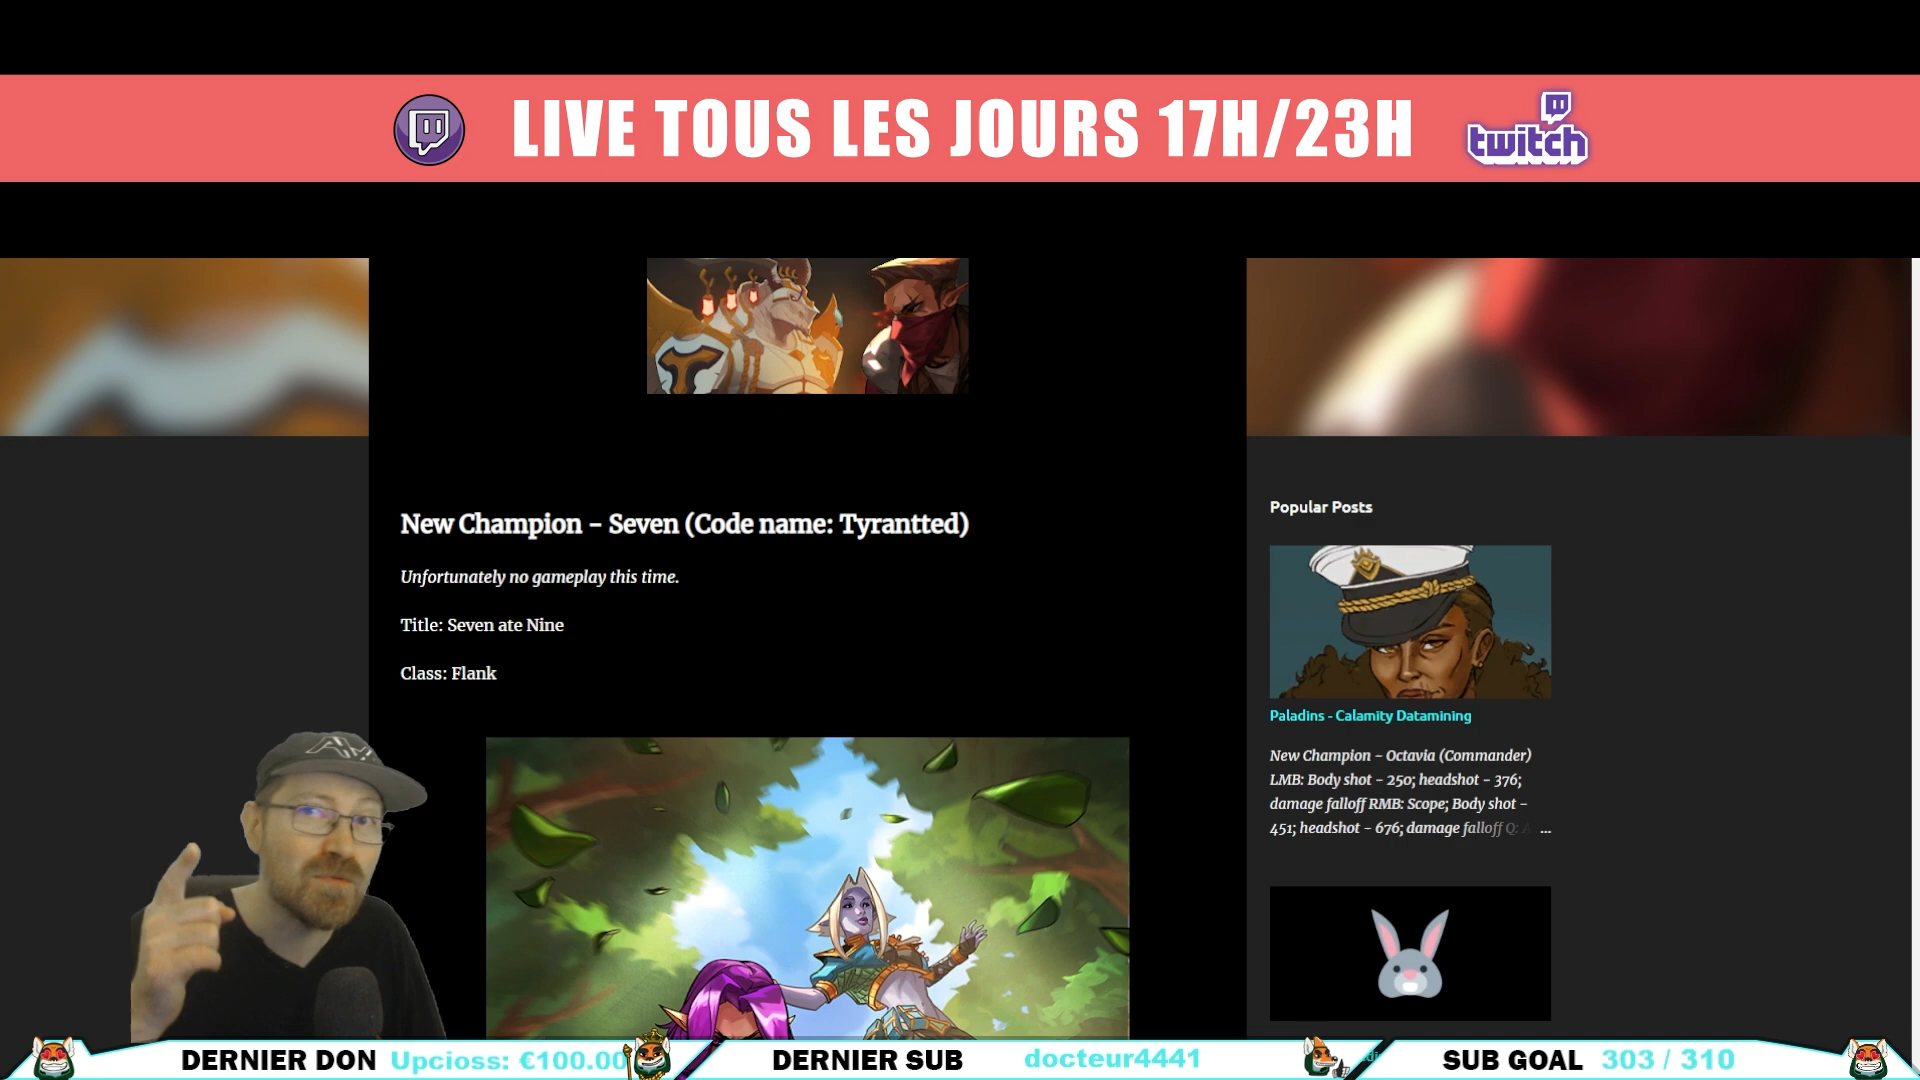 LIVE TOUS LES JOURS 17H/23H
twitch
New Champion - Seven (Code name: Tyrantted)
Unfortunately no gameplay this time.
Title: Seven ate Nine
Class: Flank
Popular Posts
Paladins - Calamity Datamining
New Champion - Octavia (Commander)
LMB: Body shot - 250; headshot - 376;
damage falloff RMB: Scope; Body shot -
451; headshot - 676; damage falloff Q: ...
DERNIER DON Upcioss: €100.00
DERNIER SUB docteur4441
SUB GOAL 303 / 310